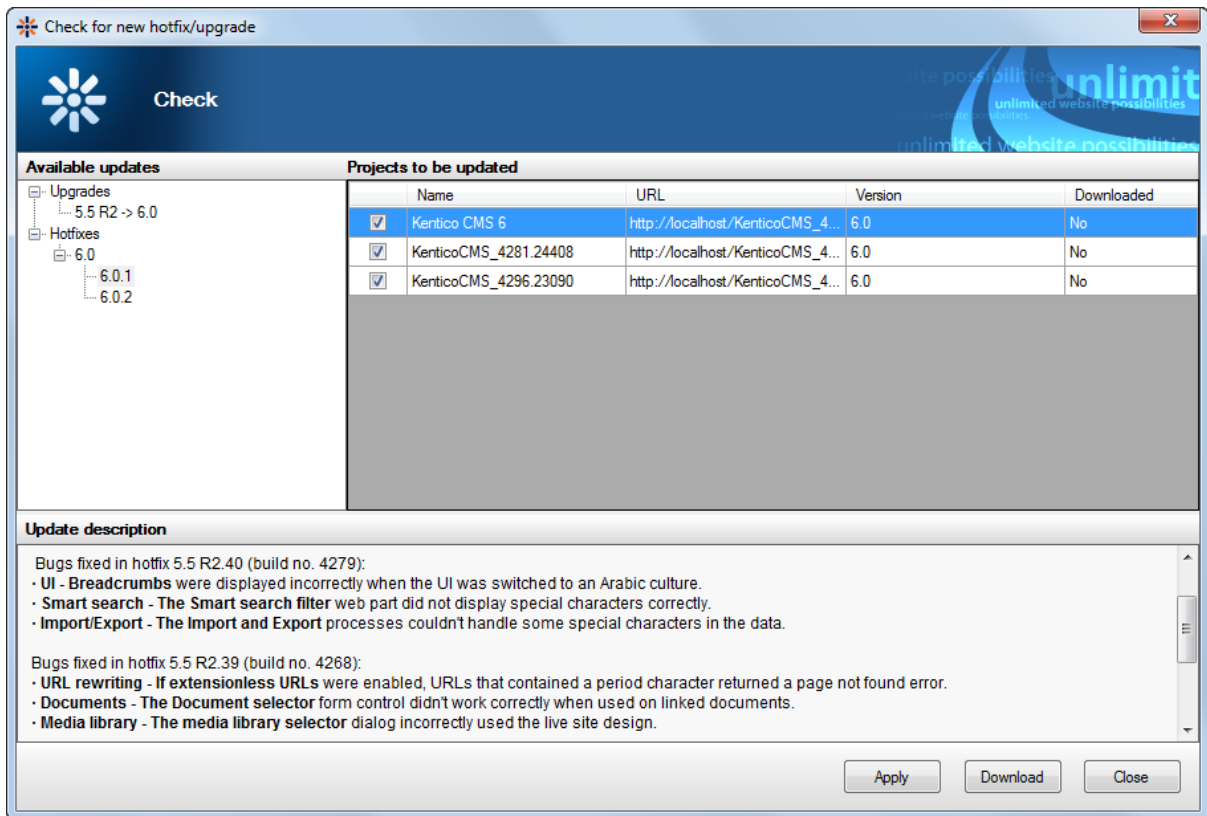 Check for new hotfix/upgrade
Check
site possibilities
unlimit
unlimited website possibilities
unlimited website possibilities
Available updates
Projects to be updated
Upgrades
5.5 R2 -> 6.0
Hotfixes
6.0
6.0.1
6.0.2
Name URL Version Downloaded
Kentico CMS 6 http://localhost/KenticoCMS_4... 6.0 No
KenticoCMS_4281.24408 http://localhost/KenticoCMS_4... 6.0 No
KenticoCMS_4296.23090 http://localhost/KenticoCMS_4... 6.0 No
Update description
Bugs fixed in hotfix 5.5 R2.40 (build no. 4279):
· UI - Breadcrumbs were displayed incorrectly when the UI was switched to an Arabic culture.
· Smart search - The Smart search filter web part did not display special characters correctly.
· Import/Export - The Import and Export processes couldn't handle some special characters in the data.
Bugs fixed in hotfix 5.5 R2.39 (build no. 4268):
· URL rewriting - If extensionless URLs were enabled, URLs that contained a period character returned a page not found error.
· Documents - The Document selector form control didn't work correctly when used on linked documents.
· Media library - The media library selector dialog incorrectly used the live site design.
Apply Download Close